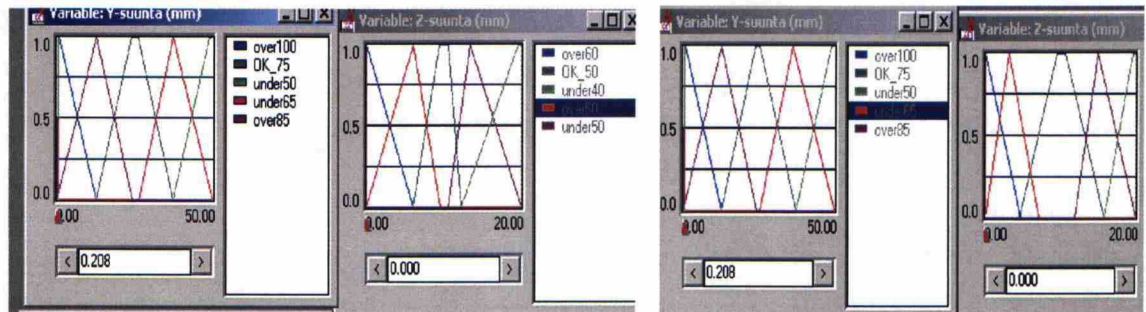 Variable: Y-suunta (mm)
1.0
0.5
0.0
0.00 50.00
0.208
over100
OK_75
under50
under65
over85
Variable: Z-suunta (mm)
1.0
0.5
0.0
0.00 20.00
0.000
over60
OK_50
under40
over50
under50
Variable: Y-suunta (mm)
1.0
0.5
0.0
0.00 50.00
0.208
over100
OK_75
under50
under65
over85
Variable: Z-suunta (mm)
1.0
0.5
0.0
0.00 20.00
0.000